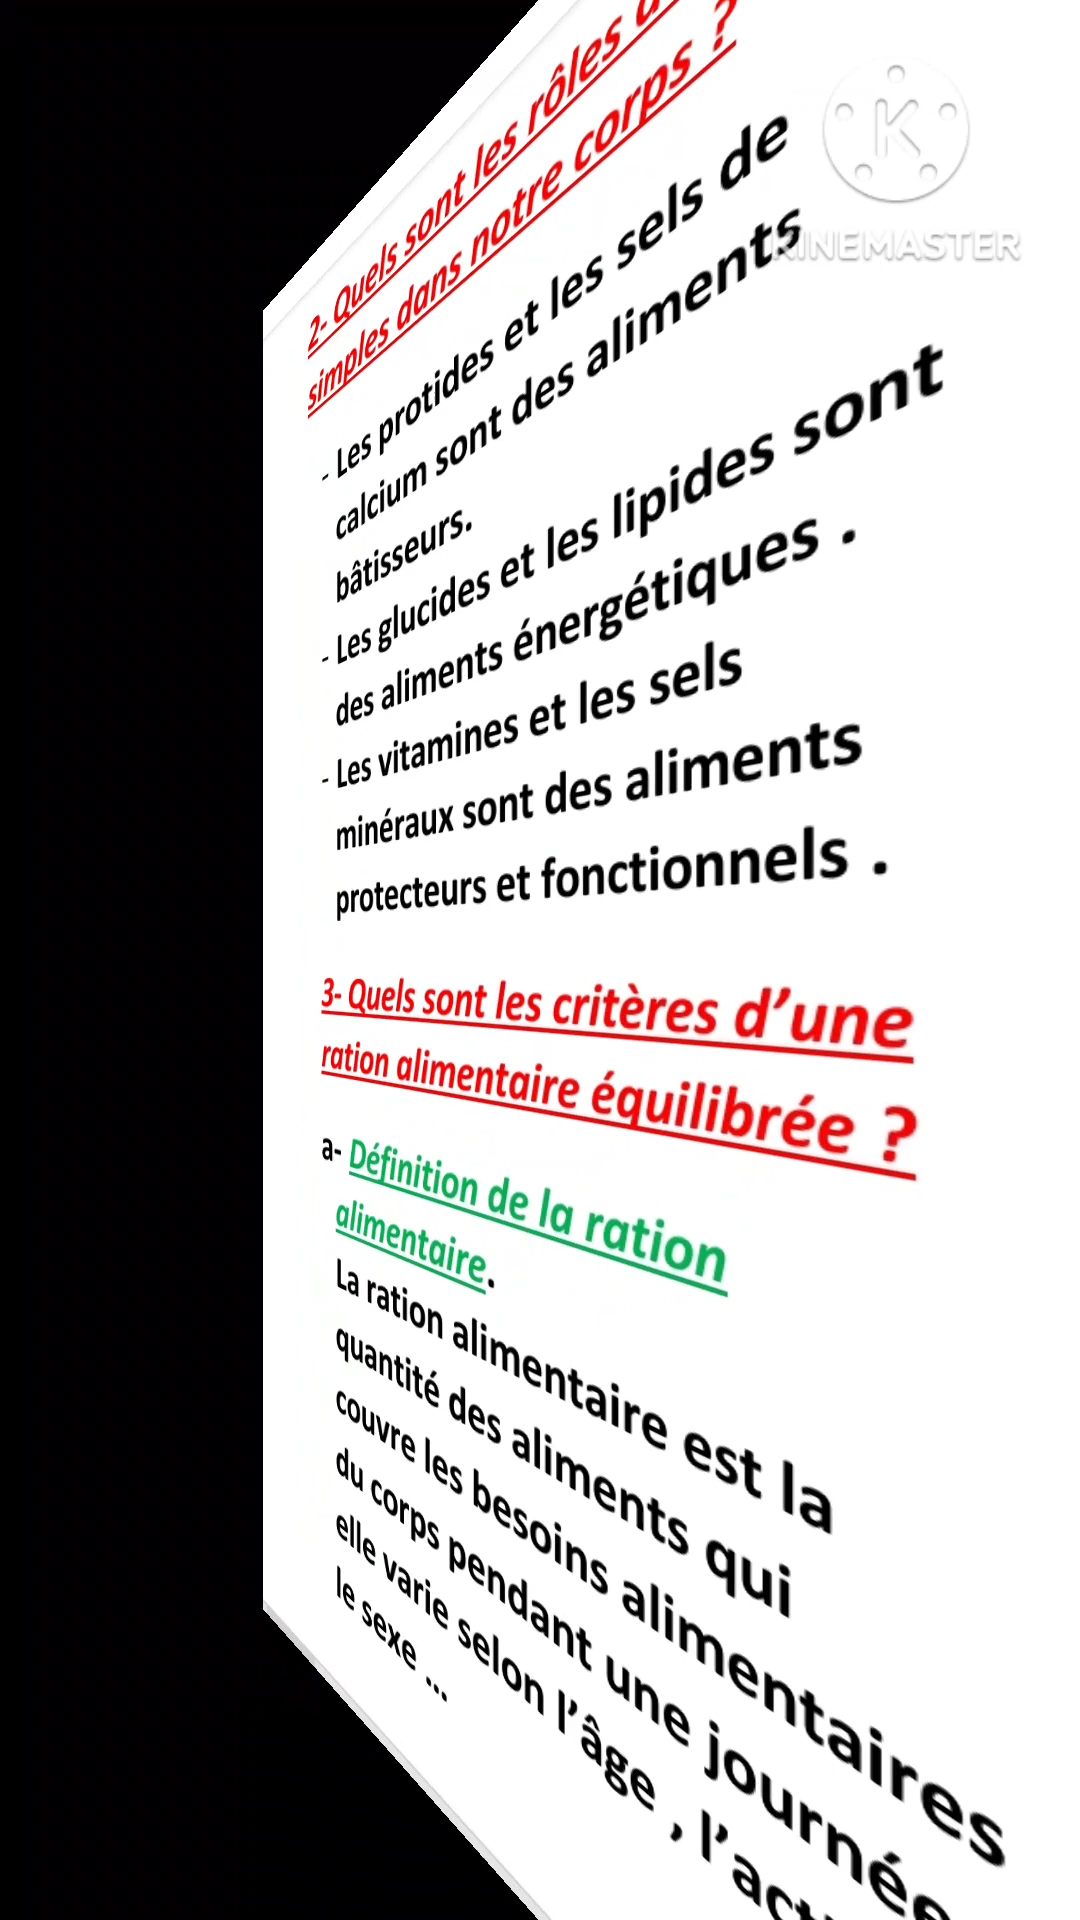 2- Quels sont les rôles
simples dans notre corps ?
- Les protides et les sels de
calcium sont des aliments
bâtisseurs.
- Les glucides et les lipides sont
des aliments énergétiques .
- Les vitamines et les sels
minéraux sont des aliments
protecteurs et fonctionnels .
3- Quels sont les critères d’une
ration alimentaire équilibrée ?
a- Définition de la ration
alimentaire.
La ration alimentaire est la
quantité des aliments qui
couvre les besoins alimentaires
du corps pendant une journée
elle varie selon l’âge , 
le sexe ...
K
KINEMASTER